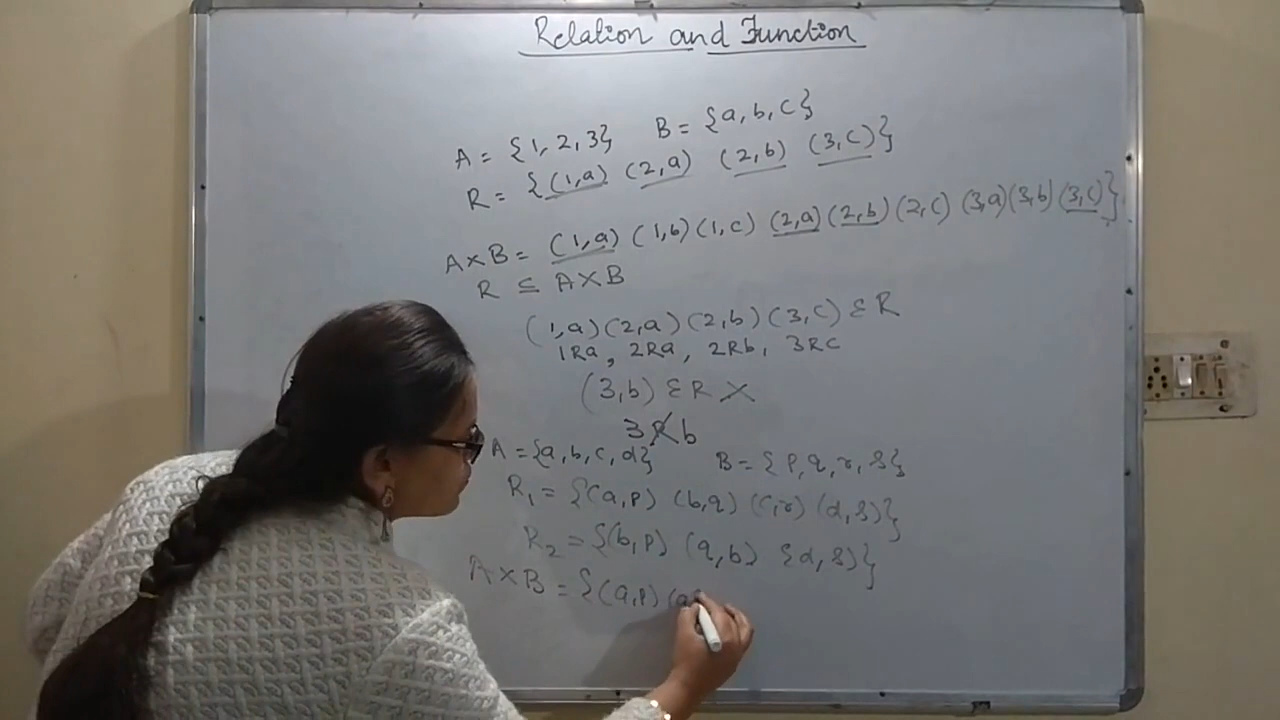 Relation and Function
A = {1, 2, 3} B = {a, b, c}
R = {(1,a) (2,a) (2,b) (3,c)}
A×B = (1,a) (1,b) (1,c) (2,a) (2,b) (2,c) (3,a) (3,b) (3,c)}
R ⊆ A×B
(1,a) (2,a) (2,b) (3,c) ε R
1Ra, 2Ra, 2Rb, 3RC
(3,b) ε R ×
3R̸b
A = {a,b,c,d} B = {p,q,r,s}
R₁ = {(a,p) (b,q) (c,r) (d,s)}
R₂ = {(b,p) (q,b) {d,s)}
A×B = {(a,p) (a